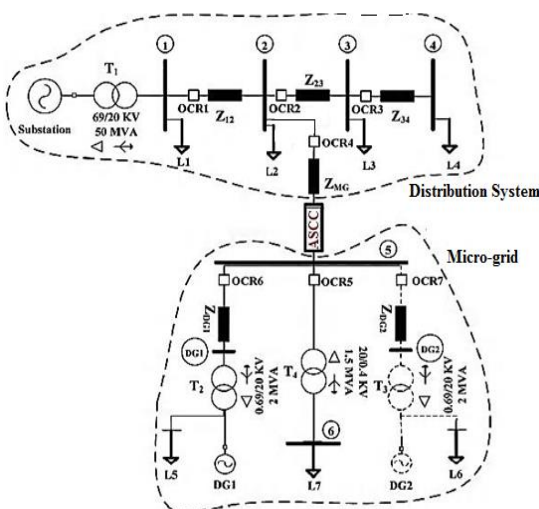 1
2
3
4
T1
Substation
69/20 KV
50 MVA
OCR1
Z12
OCR2
Z23
OCR3
Z34
L1
L2
OCR4
L3
L4
ZMG
Distribution System
ASCC
5
Micro-grid
OCR6
OCR5
OCR7
ZDG1
ZDG2
DG1
DG2
T2
0.69/20 KV
2 MVA
T4
20/0.4 KV
1.5 MVA
T3
0.69/20 KV
2 MVA
6
L5
DG1
L7
DG2
L6